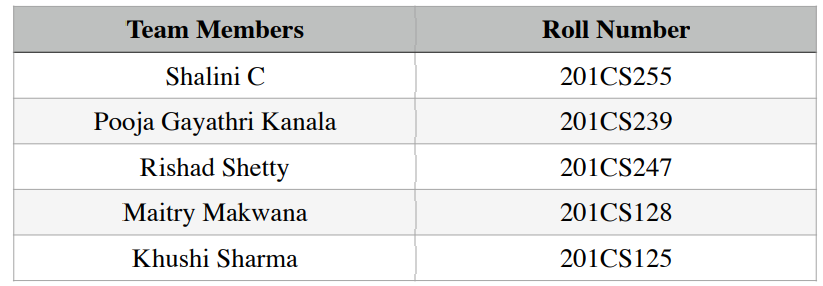 Team Members Roll Number
Shalini C 201CS255
Pooja Gayathri Kanala 201CS239
Rishad Shetty 201CS247
Maitry Makwana 201CS128
Khushi Sharma 201CS125